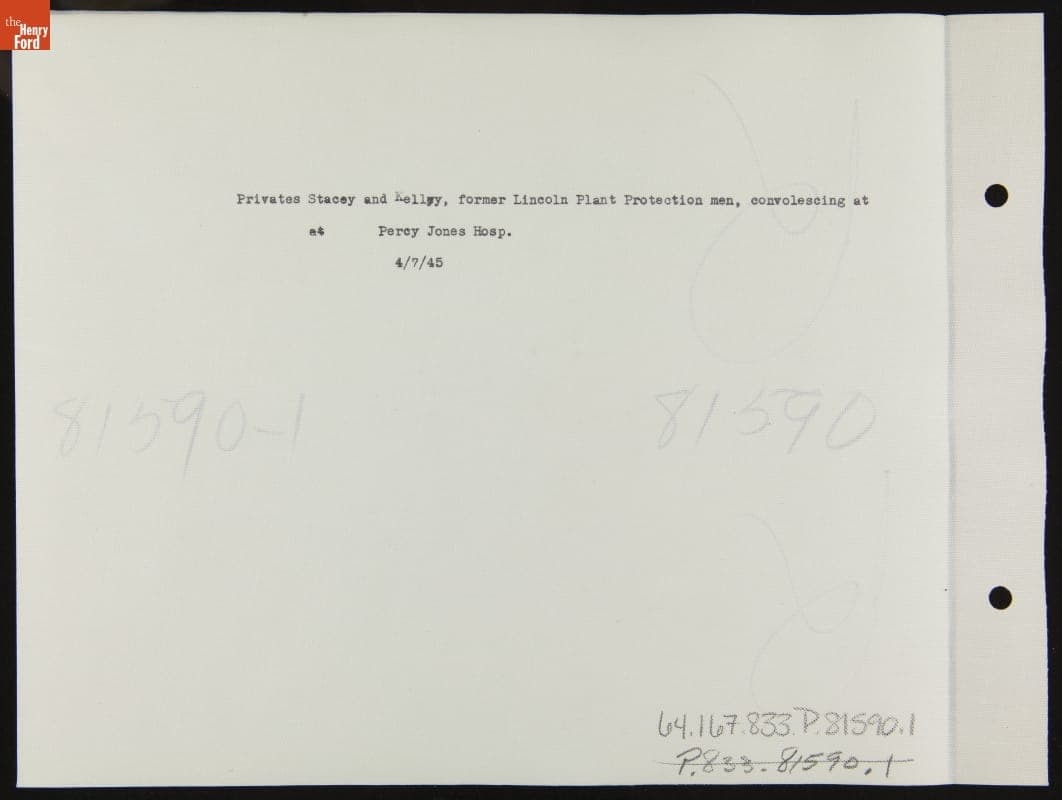 the
Henry
Ford
Privates Stacey and Kelley, former Lincoln Plant Protection men, convolescing at
at Percy Jones Hosp.
4/7/45
81590-1 81590
64.167.833.P.81590.1
P.833.81590.1